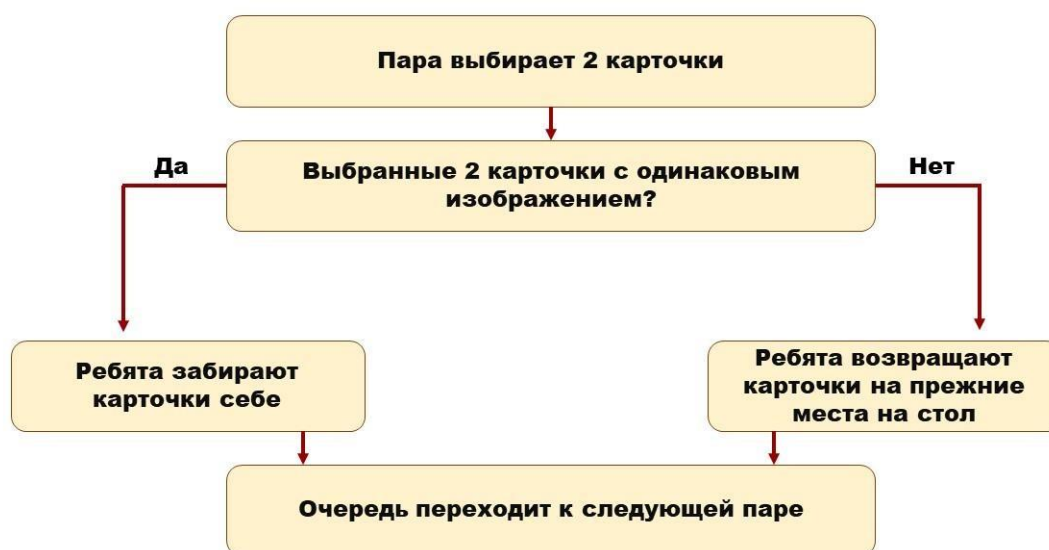 Пара выбирает 2 карточки
Да
Выбранные 2 карточки с одинаковым
изображением?
Нет
Ребята забирают
карточки себе
Ребята возвращают
карточки на прежние
места на стол
Очередь переходит к следующей паре